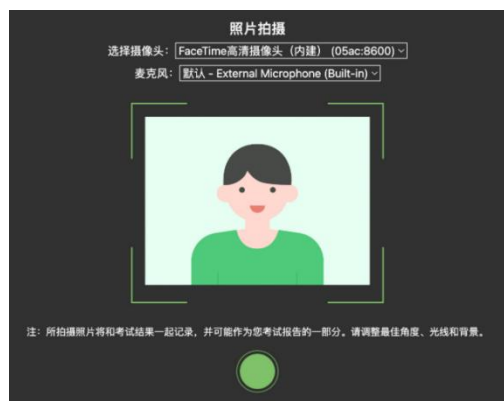 照片拍摄
选择摄像头： FaceTime高清摄像头（内建） (05ac:8600)
麦克风： 默认 - External Microphone (Built-in)
注：所拍摄照片将和考试结果一起记录，并可能作为您考试报告的一部分。请调整最佳角度、光线和背景。